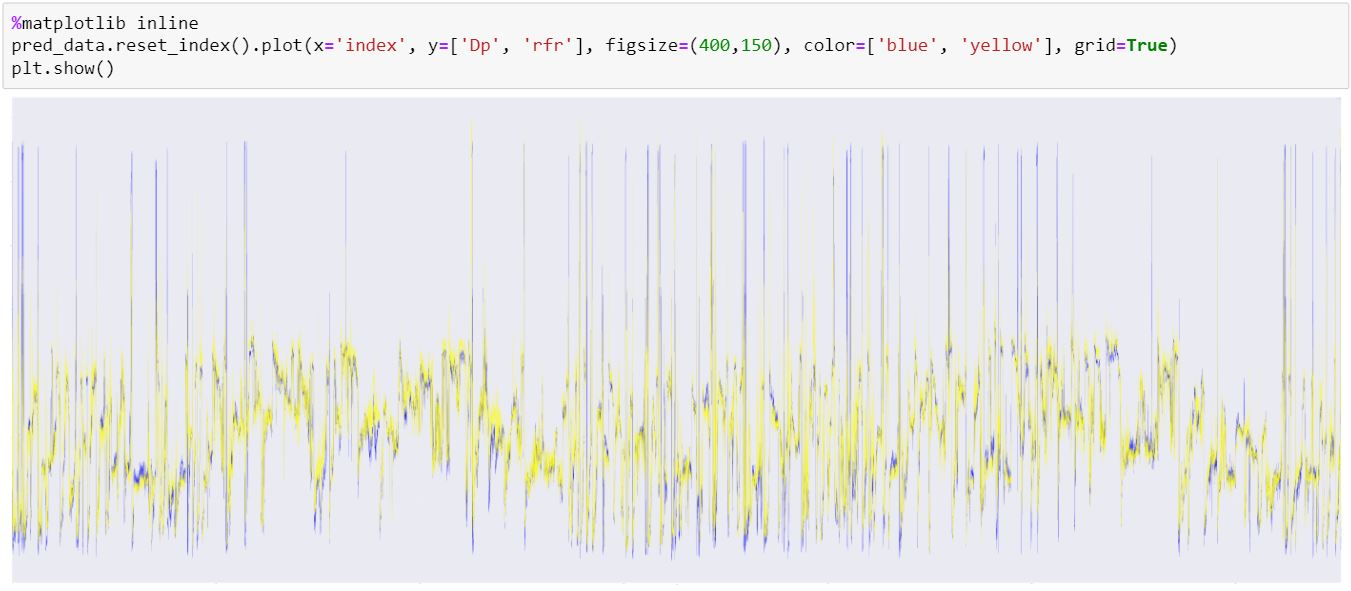 %matplotlib inline
pred_data.reset_index().plot(x='index', y=['Dp', 'rfr'], figsize=(400,150), color=['blue', 'yellow'], grid=True)
plt.show()